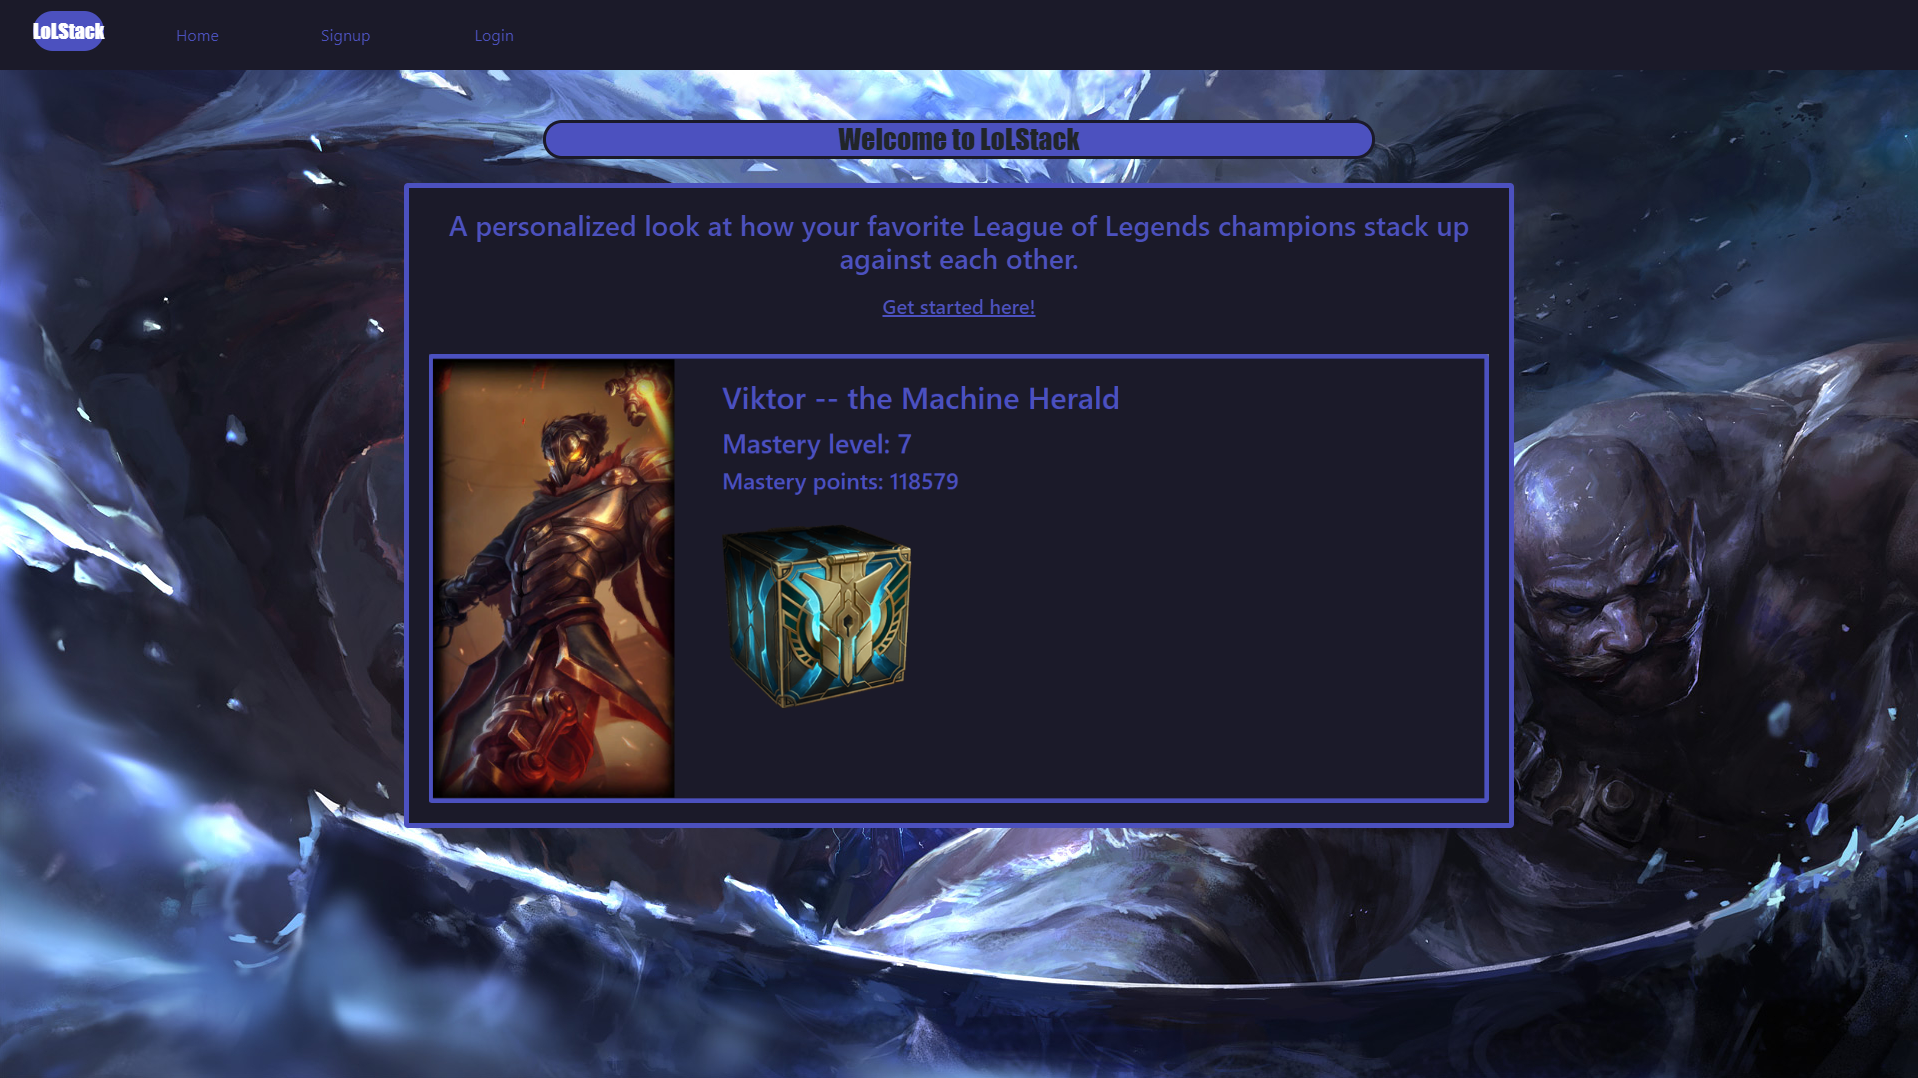 LoLStack
Home
Signup
Login
Welcome to LoLStack
A personalized look at how your favorite League of Legends champions stack up
against each other.
Get started here!
Viktor -- the Machine Herald
Mastery level: 7
Mastery points: 118579